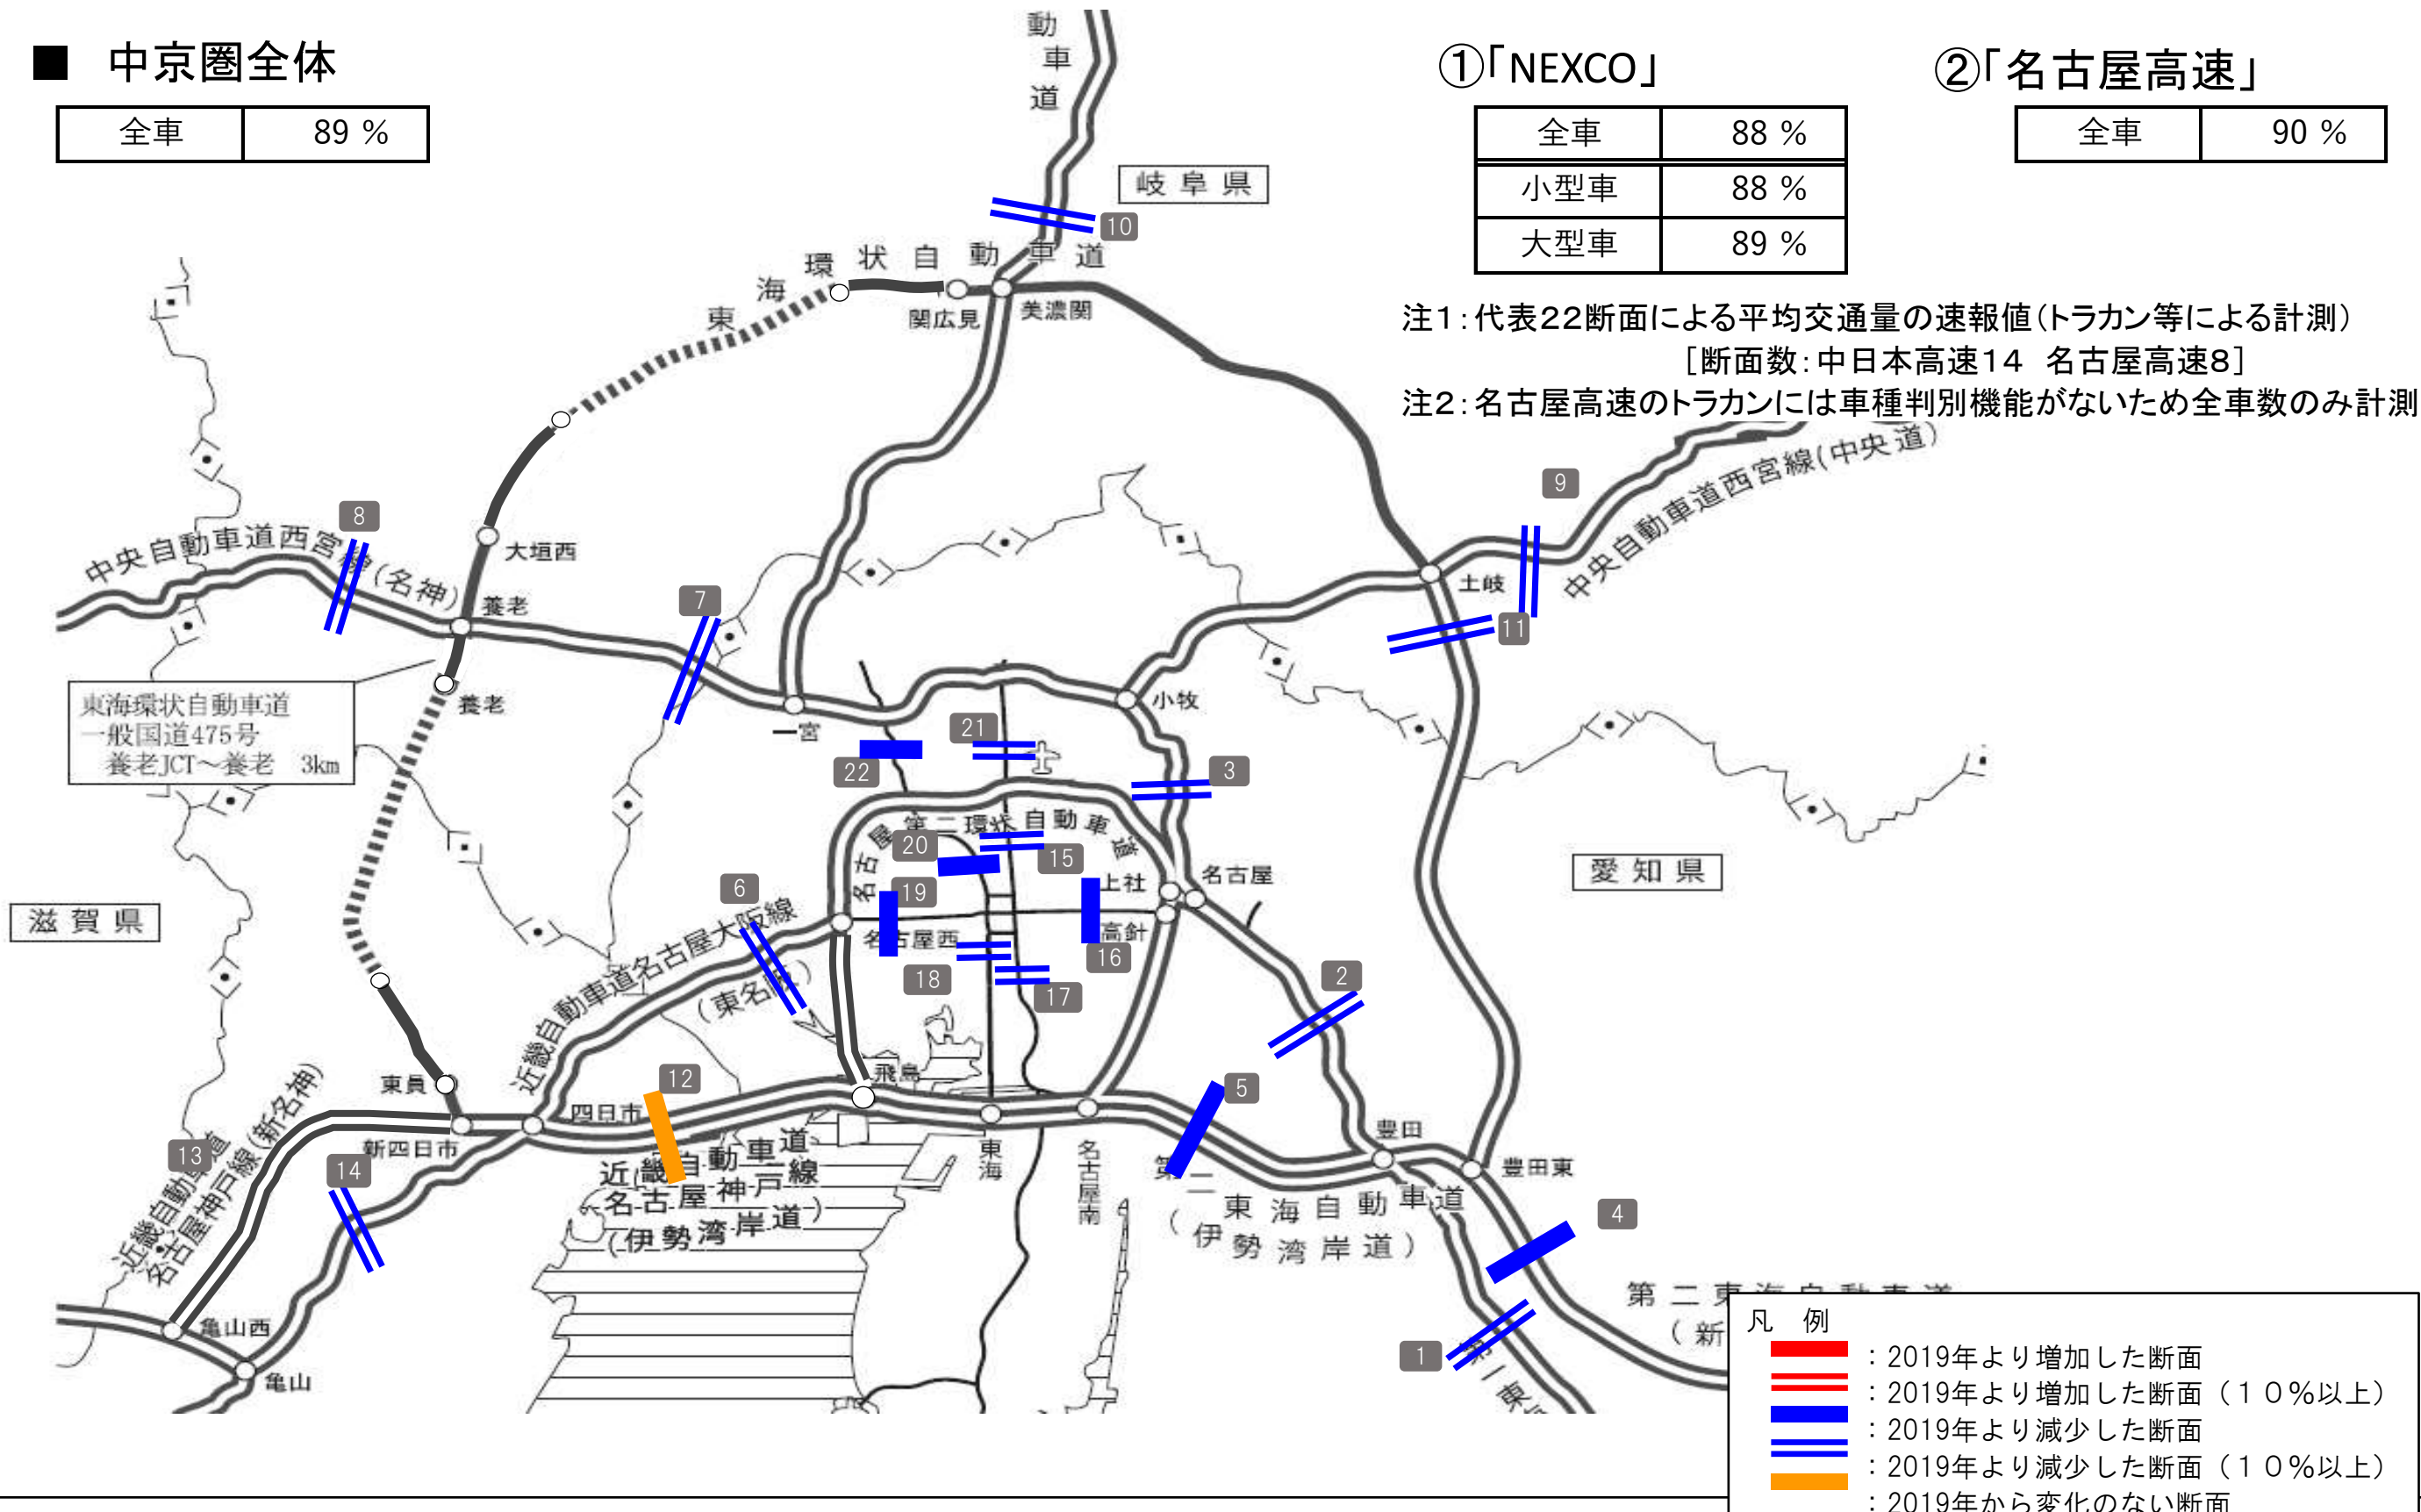 ■ 中京圏全体
全車 89 %
①「NEXCO」
全車 88 %
小型車 88 %
大型車 89 %
②「名古屋高速」
全車 90 %
注1：代表22断面による平均交通量の速報値（トラカン等による計測）
［断面数：中日本高速14 名古屋高速8］
注2：名古屋高速のトラカンには車種判別機能がないため全車数のみ計測
動車道
岐阜県
10
東海環状自動車道
関広見
美濃関
9
中央自動車道西宮線(中央道)
8
中央自動車道西宮線(名神)
大垣西
養老
7
土岐
11
養老
東海環状自動車道
一般国道475号
養老JCT～養老 3km
一宮
小牧
21
22
3
名古屋第二環状自動車道
20
15
上社
名古屋
愛知県
6
19
滋賀県
近畿自動車道名古屋大阪線
(東名阪)
名古屋西
高針
16
18
17
2
東員
12
飛島
5
四日市
新四日市
13
14
近畿自動車道
名古屋神戸線(新名神)
近畿自動車道
名古屋神戸線
(伊勢湾岸道)
東海
名古屋南
豊田
豊田東
第二東海自動車道
(伊勢湾岸道)
4
亀山西
亀山
1
第一東
第二東海自動車道
(新
凡 例
：2019年より増加した断面
：2019年より増加した断面（１０％以上）
：2019年より減少した断面
：2019年より減少した断面（１０％以上）
：2019年から変化のない断面